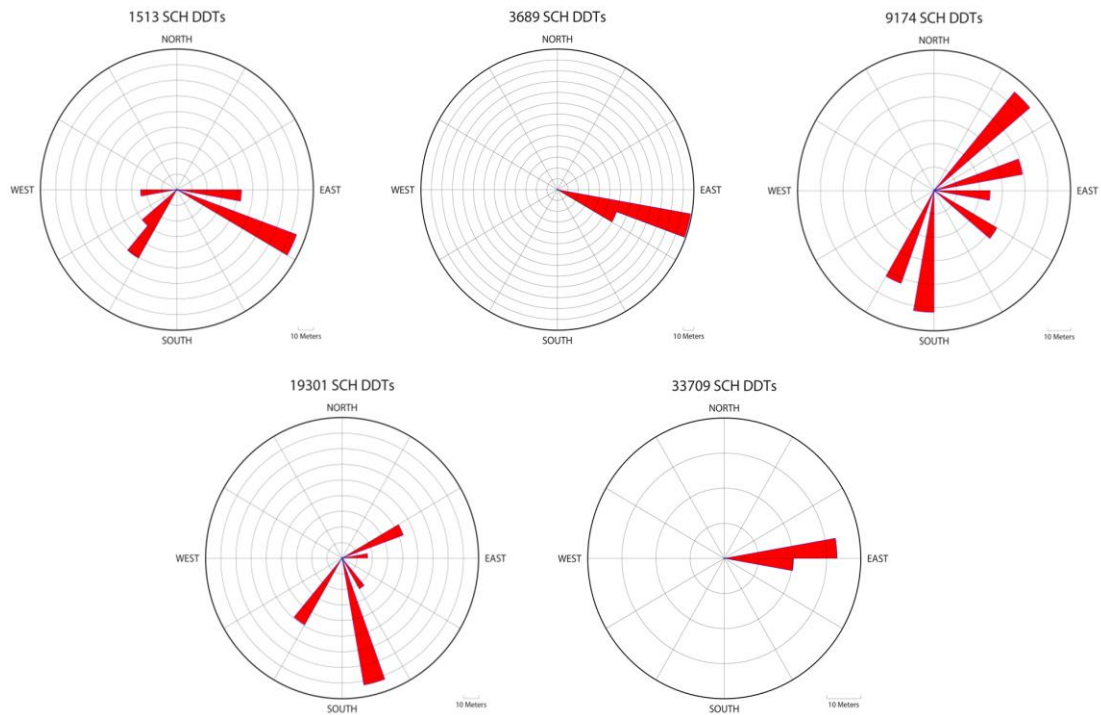 1513 SCH DDTs
NORTH
WEST
EAST
SOUTH
10 Meters
3689 SCH DDTs
NORTH
WEST
EAST
SOUTH
10 Meters
9174 SCH DDTs
NORTH
WEST
EAST
SOUTH
10 Meters
19301 SCH DDTs
NORTH
WEST
EAST
SOUTH
10 Meters
33709 SCH DDTs
NORTH
WEST
EAST
SOUTH
10 Meters